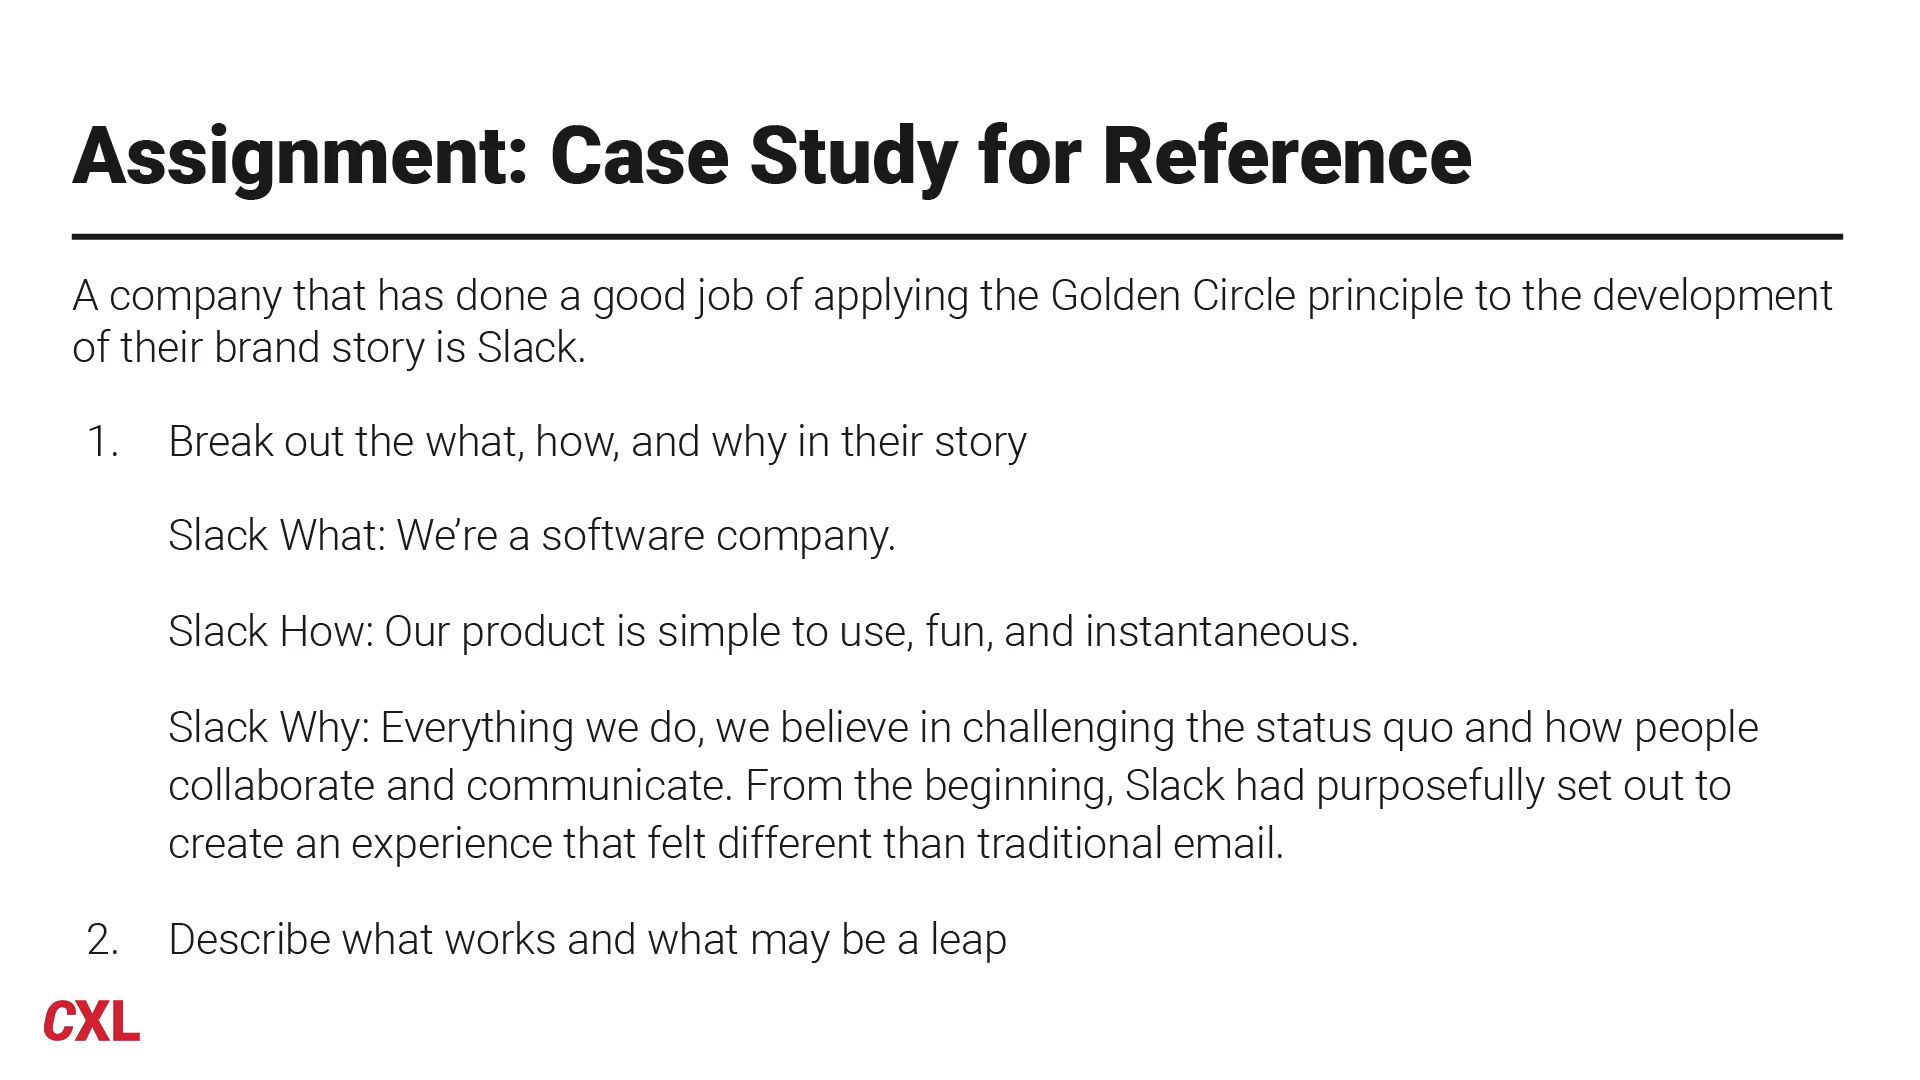 Assignment: Case Study for Reference
A company that has done a good job of applying the Golden Circle principle to the development
of their brand story is Slack.
1. Break out the what, how, and why in their story
Slack What: We’re a software company.
Slack How: Our product is simple to use, fun, and instantaneous.
Slack Why: Everything we do, we believe in challenging the status quo and how people
collaborate and communicate. From the beginning, Slack had purposefully set out to
create an experience that felt different than traditional email.
2. Describe what works and what may be a leap
CXL